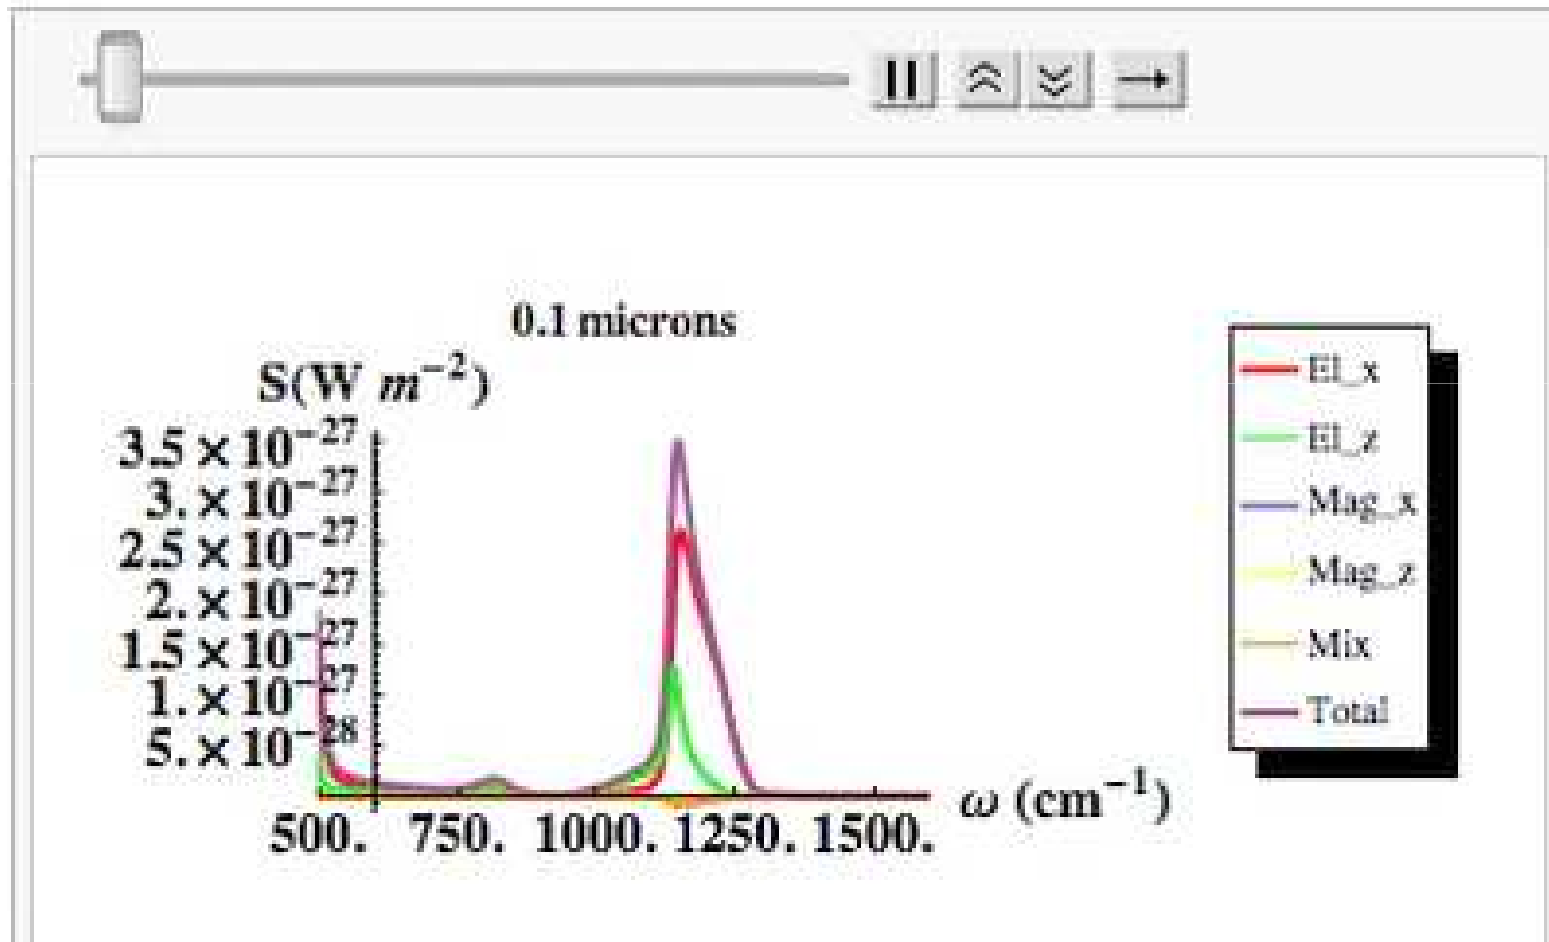 0.1 microns
S(W m⁻²)
3.5 × 10⁻²⁷
3. × 10⁻²⁷
2.5 × 10⁻²⁷
2. × 10⁻²⁷
1.5 × 10⁻²⁷
1. × 10⁻²⁷
5. × 10⁻²⁸
500. 750. 1000. 1250. 1500.
ω (cm⁻¹)
El_x
El_z
Mag_x
Mag_z
Mix
Total